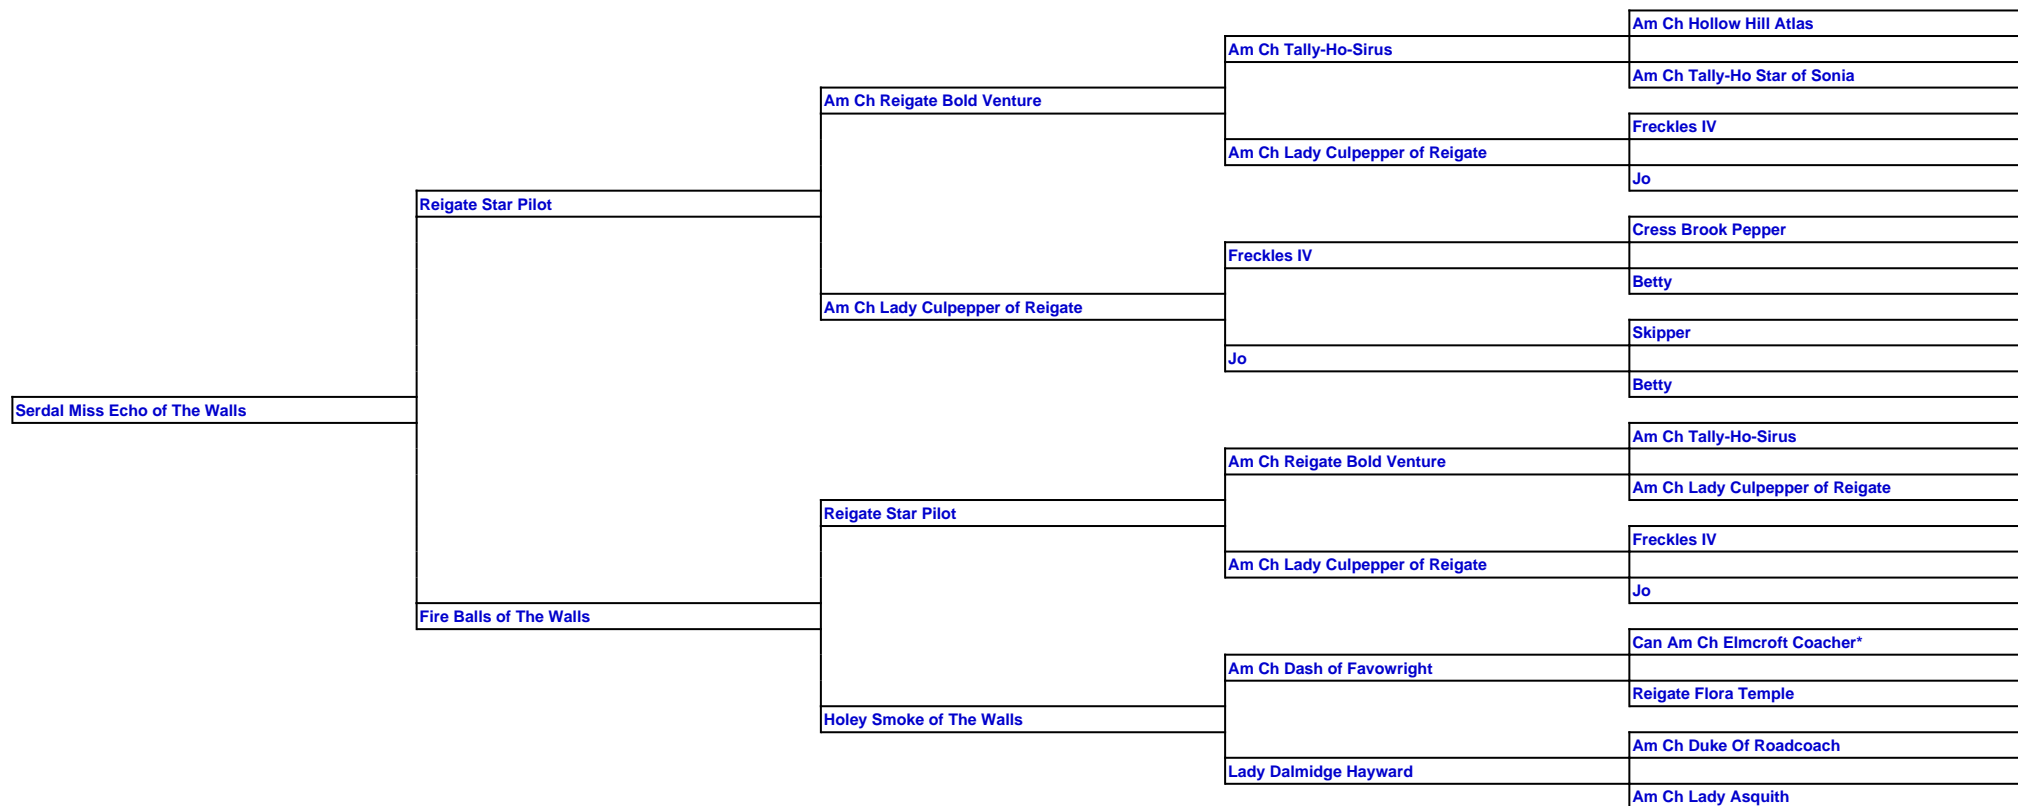 Am Ch Hollow Hill Atlas
Am Ch Tally-Ho-Sirus
Am Ch Tally-Ho Star of Sonia
Am Ch Reigate Bold Venture
Freckles IV
Am Ch Lady Culpepper of Reigate
Jo
Reigate Star Pilot
Cress Brook Pepper
Freckles IV
Betty
Am Ch Lady Culpepper of Reigate
Skipper
Jo
Betty
Serdal Miss Echo of The Walls
Am Ch Tally-Ho-Sirus
Am Ch Reigate Bold Venture
Am Ch Lady Culpepper of Reigate
Reigate Star Pilot
Freckles IV
Am Ch Lady Culpepper of Reigate
Jo
Fire Balls of The Walls
Can Am Ch Elmcroft Coacher*
Am Ch Dash of Favowright
Reigate Flora Temple
Holey Smoke of The Walls
Am Ch Duke Of Roadcoach
Lady Dalmidge Hayward
Am Ch Lady Asquith